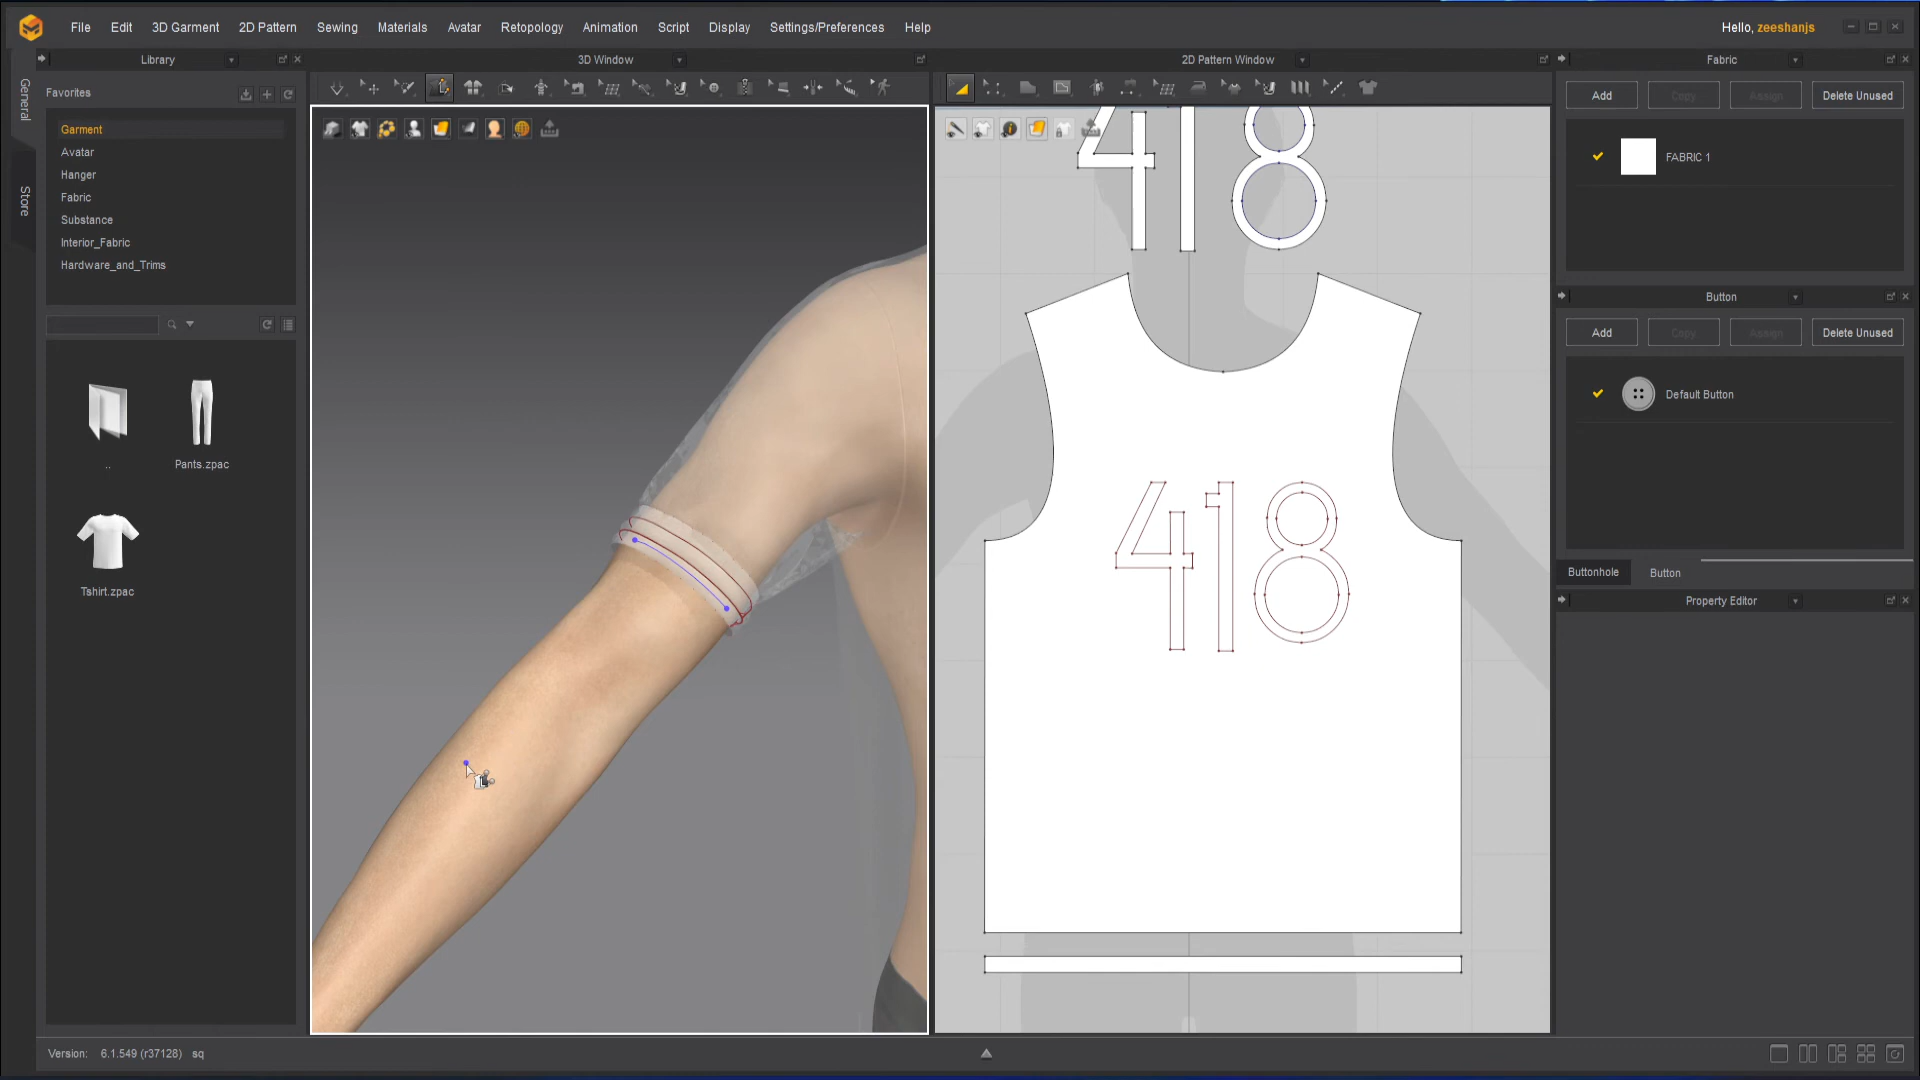 File Edit 3D Garment 2D Pattern Sewing Materials Avatar Retopology Animation Script Display Settings/Preferences Help
Hello, zeeshanjs
Library
3D Window
2D Pattern Window
Fabric
General
Store
Favorites
Garment
Avatar
Hanger
Fabric
Substance
Interior_Fabric
Hardware_and_Trims
..
Pants.zpac
Tshirt.zpac
418
418
Add Copy Assign Delete Unused
FABRIC 1
Button
Add Copy Assign Delete Unused
Default Button
Buttonhole Button
Property Editor
Version: 6.1.549 (r37128) sq